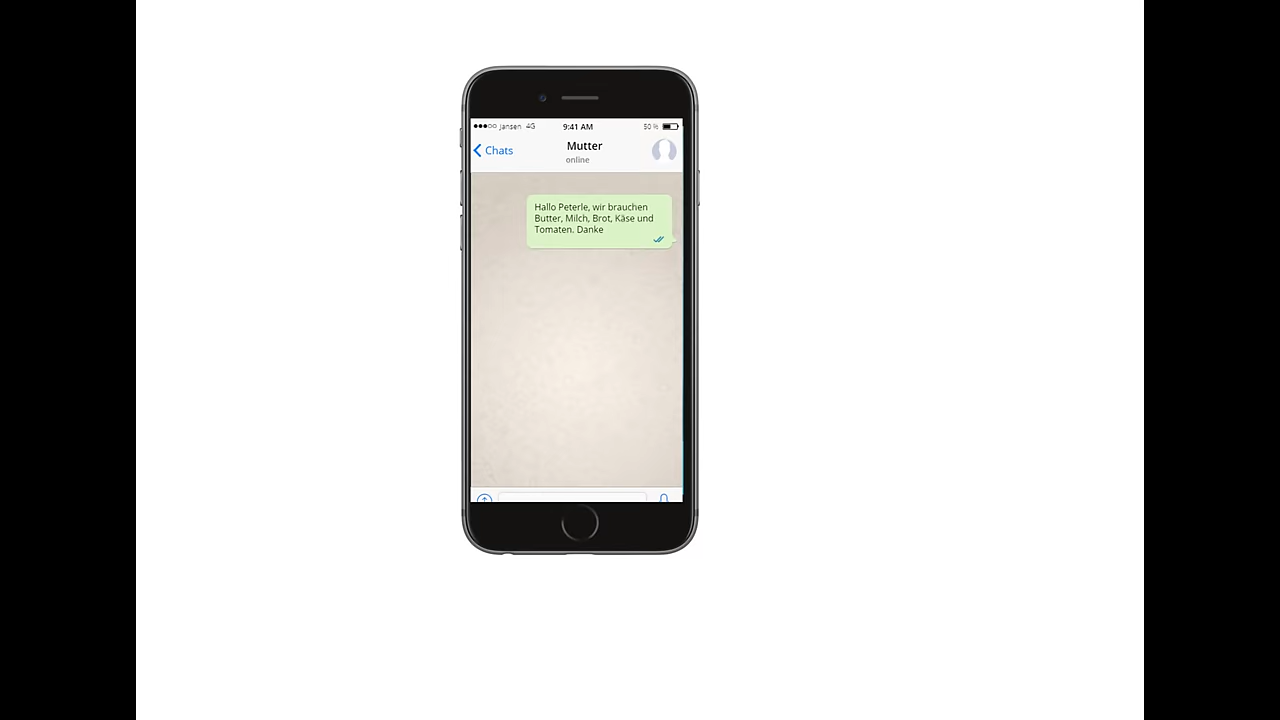 ●●●○○ Jansen 4G 9:41 AM 50 %
Chats Mutter
online
Hallo Peterle, wir brauchen
Butter, Milch, Brot, Käse und
Tomaten. Danke